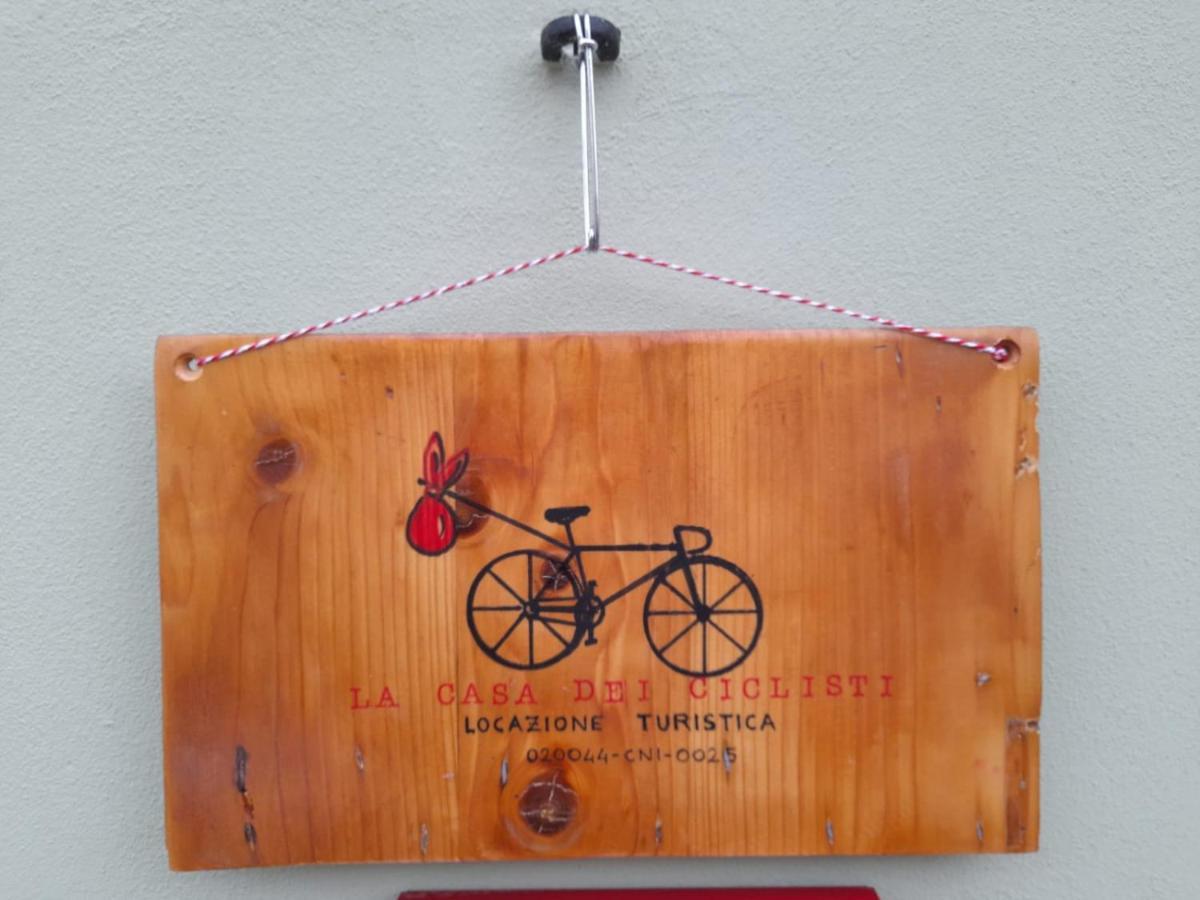 LA CASA DEI CICLISTI
LOCAZIONE TURISTICA
020044-CNI-0025